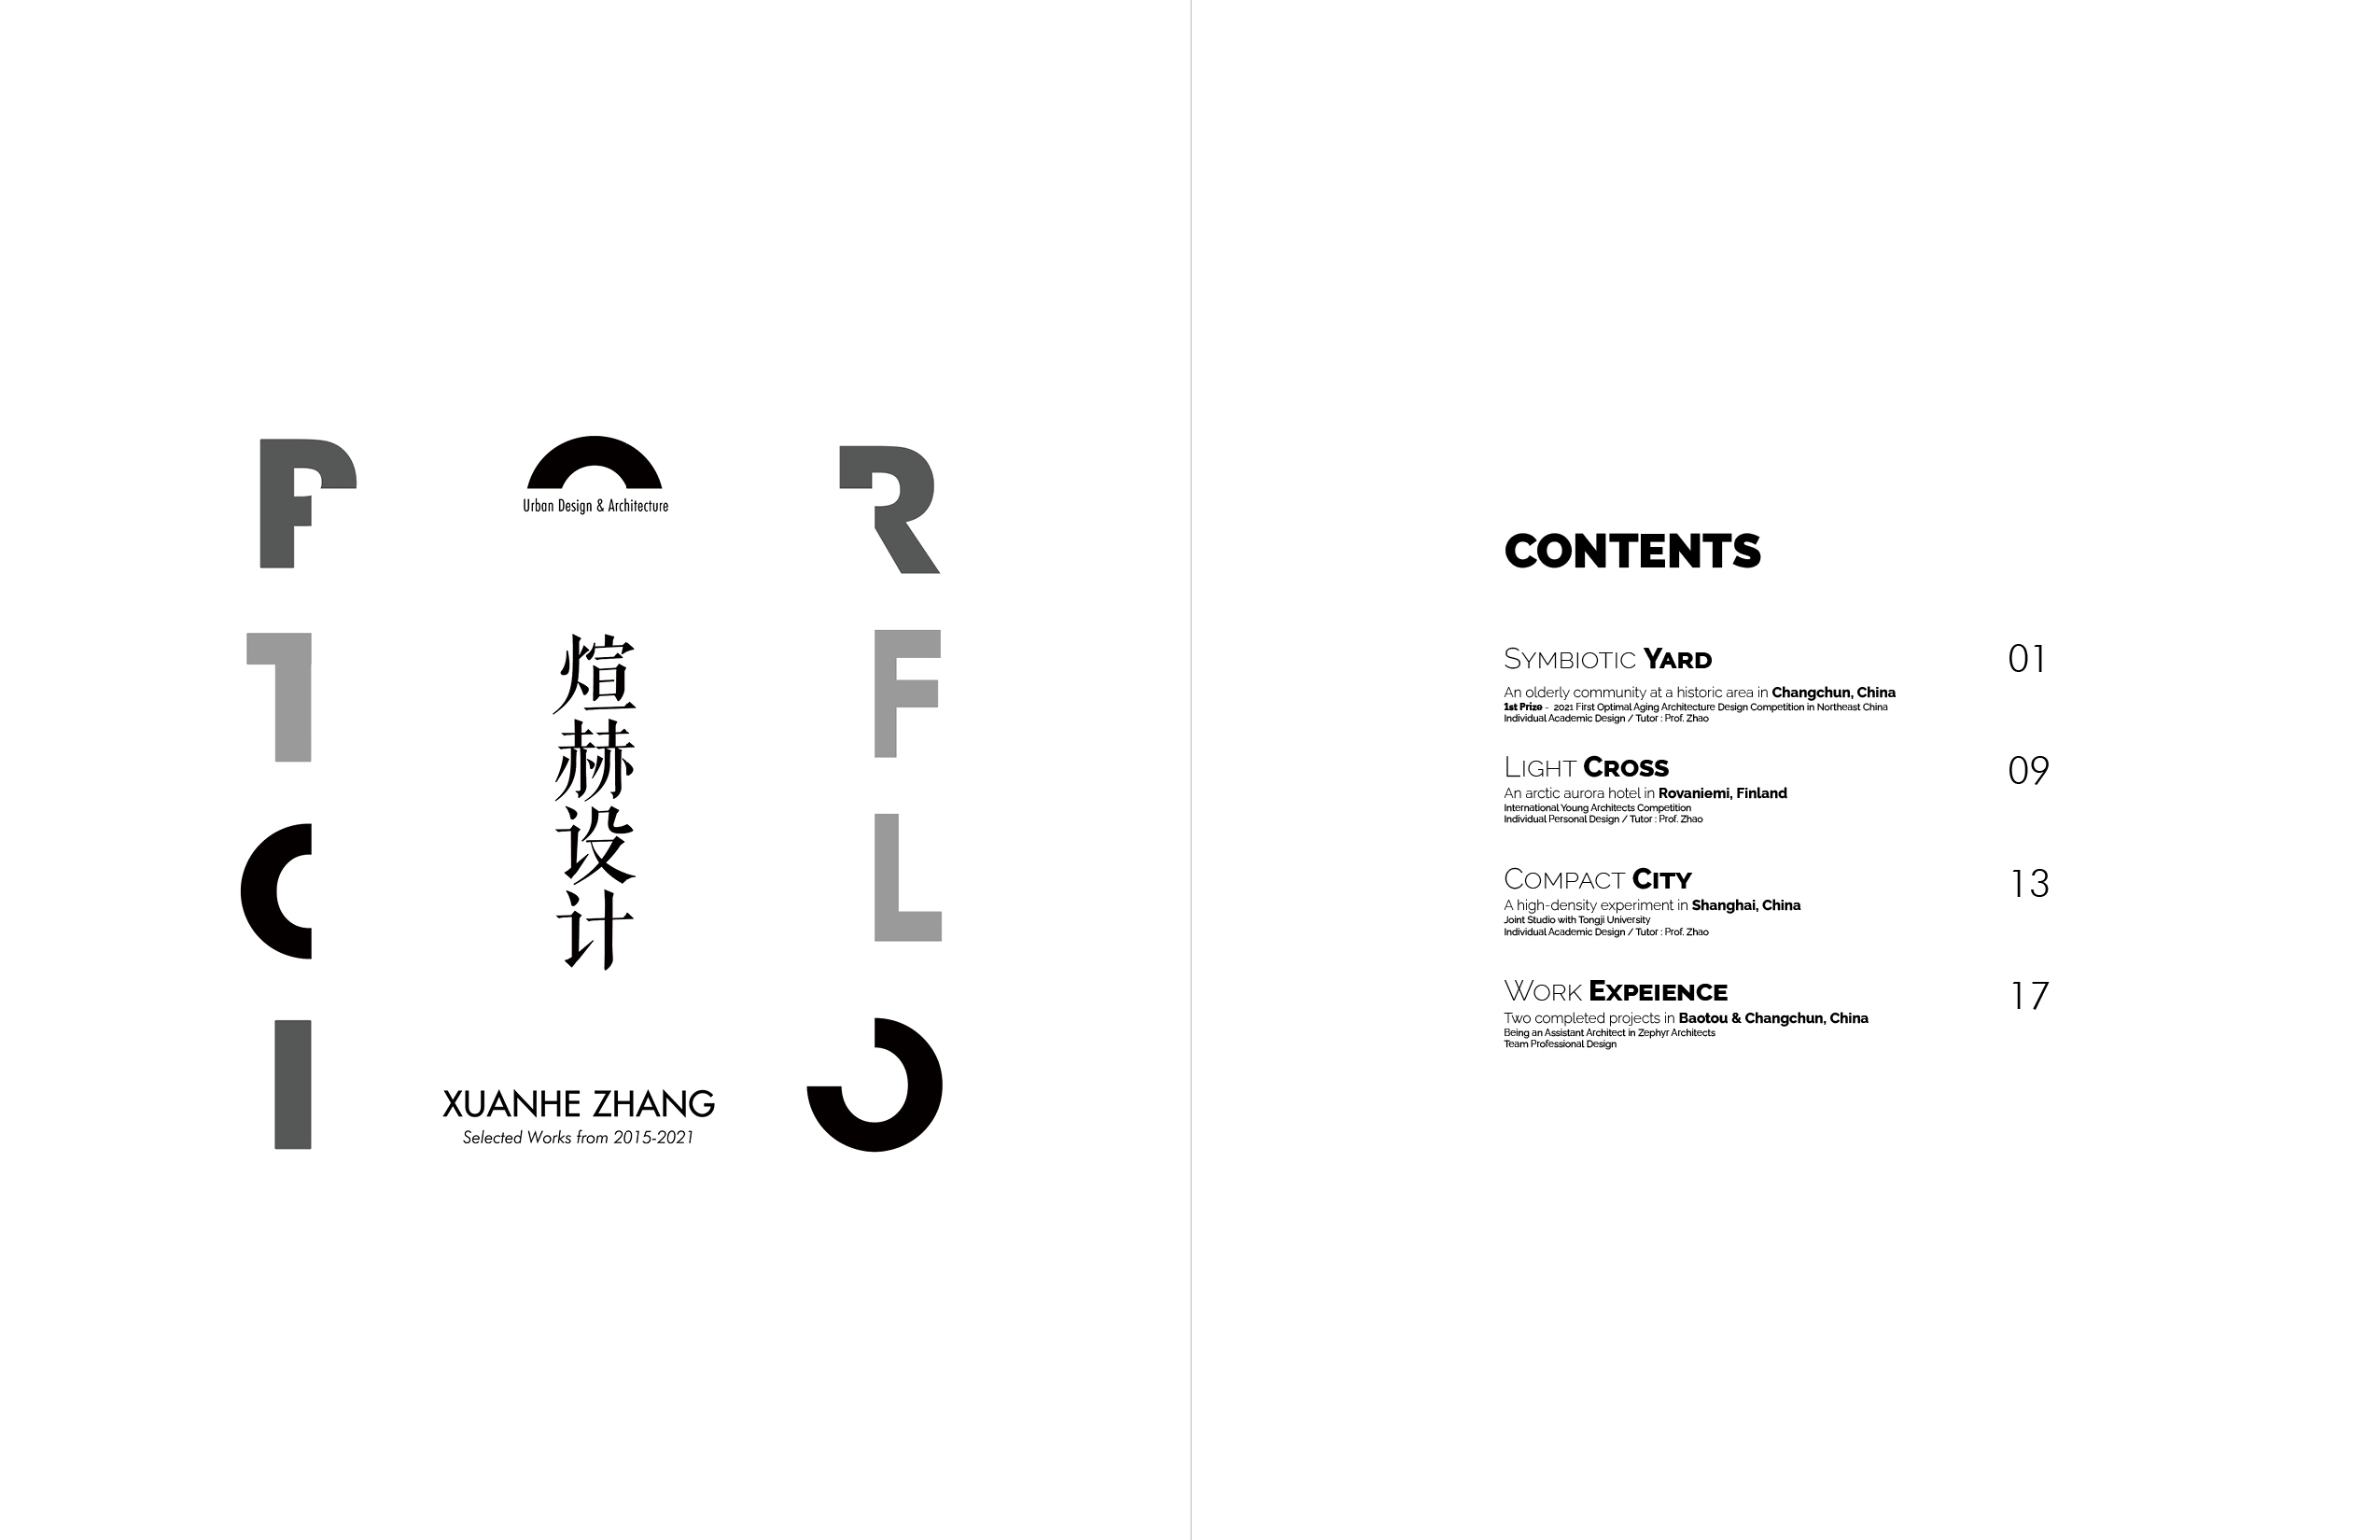 P O R
Urban Design & Architecture
T F
煊赫设计
O L
I O
XUANHE ZHANG
Selected Works from 2015-2021
CONTENTS
SYMBIOTIC YARD 01
An olderly community at a historic area in Changchun, China
1st Prize - 2021 First Optimal Aging Architecture Design Competition in Northeast China
Individual Academic Design / Tutor : Prof. Zhao
LIGHT CROSS 09
An arctic aurora hotel in Rovaniemi, Finland
International Young Architects Competition
Individual Personal Design / Tutor : Prof. Zhao
COMPACT CITY 13
A high-density experiment in Shanghai, China
Joint Studio with Tongji University
Individual Academic Design / Tutor : Prof. Zhao
WORK EXPEIENCE 17
Two completed projects in Baotou & Changchun, China
Being an Assistant Architect in Zephyr Architects
Team Professional Design